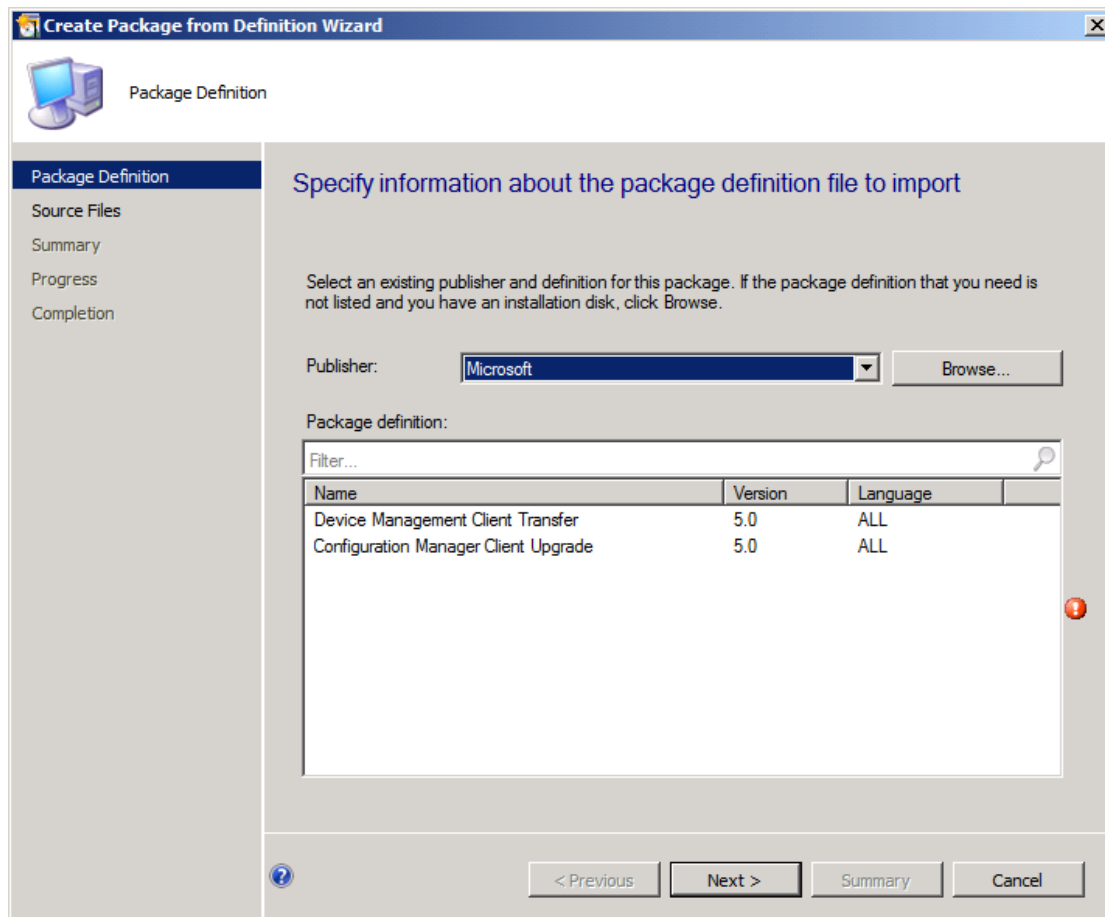 Create Package from Definition Wizard
Package Definition
Package Definition
Source Files
Summary
Progress
Completion
Specify information about the package definition file to import
Select an existing publisher and definition for this package. If the package definition that you need is
not listed and you have an installation disk, click Browse.
Publisher: Microsoft Browse...
Package definition:
Filter...
Name Version Language
Device Management Client Transfer 5.0 ALL
Configuration Manager Client Upgrade 5.0 ALL
< Previous Next > Summary Cancel